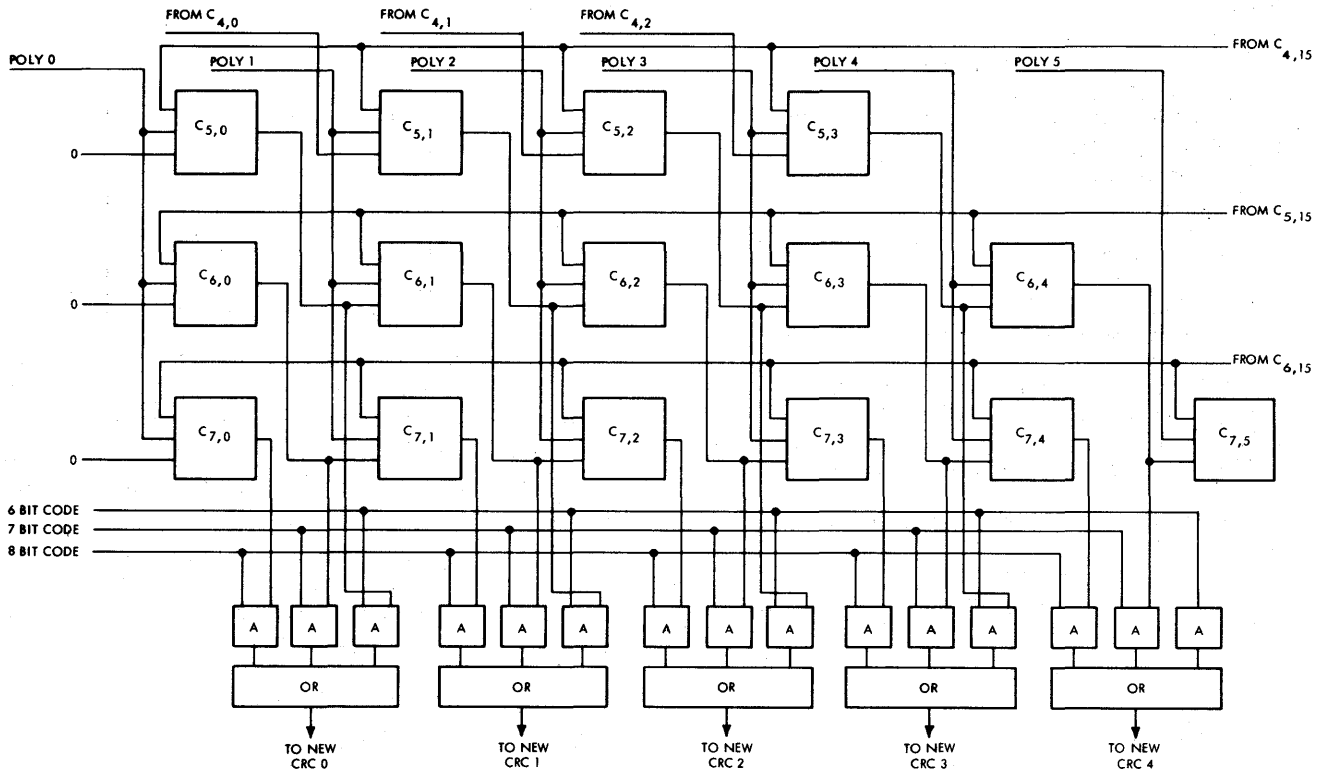 FROM C4,0 FROM C4,1 FROM C4,2
FROM C4,15
POLY 0 POLY 1 POLY 2 POLY 3 POLY 4 POLY 5
C5,0 C5,1 C5,2 C5,3
0
FROM C5,15
C6,0 C6,1 C6,2 C6,3 C6,4
0
FROM C6,15
C7,0 C7,1 C7,2 C7,3 C7,4 C7,5
0
6 BIT CODE
7 BIT CODE
8 BIT CODE
A A A A A A A A A A A A A A A
OR OR OR OR OR
TO NEW TO NEW TO NEW TO NEW TO NEW
CRC 0 CRC 1 CRC 2 CRC 3 CRC 4